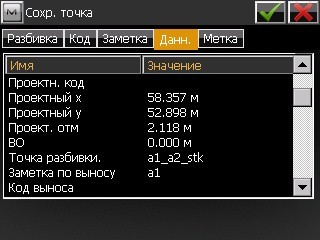 Сохр. точка
Разбивка Код Заметка Данн. Метка
Имя Значение
Проектн. код
Проектный x 58.357 м
Проектный y 52.898 м
Проект. отм 2.118 м
ВО 0.000 м
Точка разбивки. a1_a2_stk
Заметка по выносу a1
Код выноса